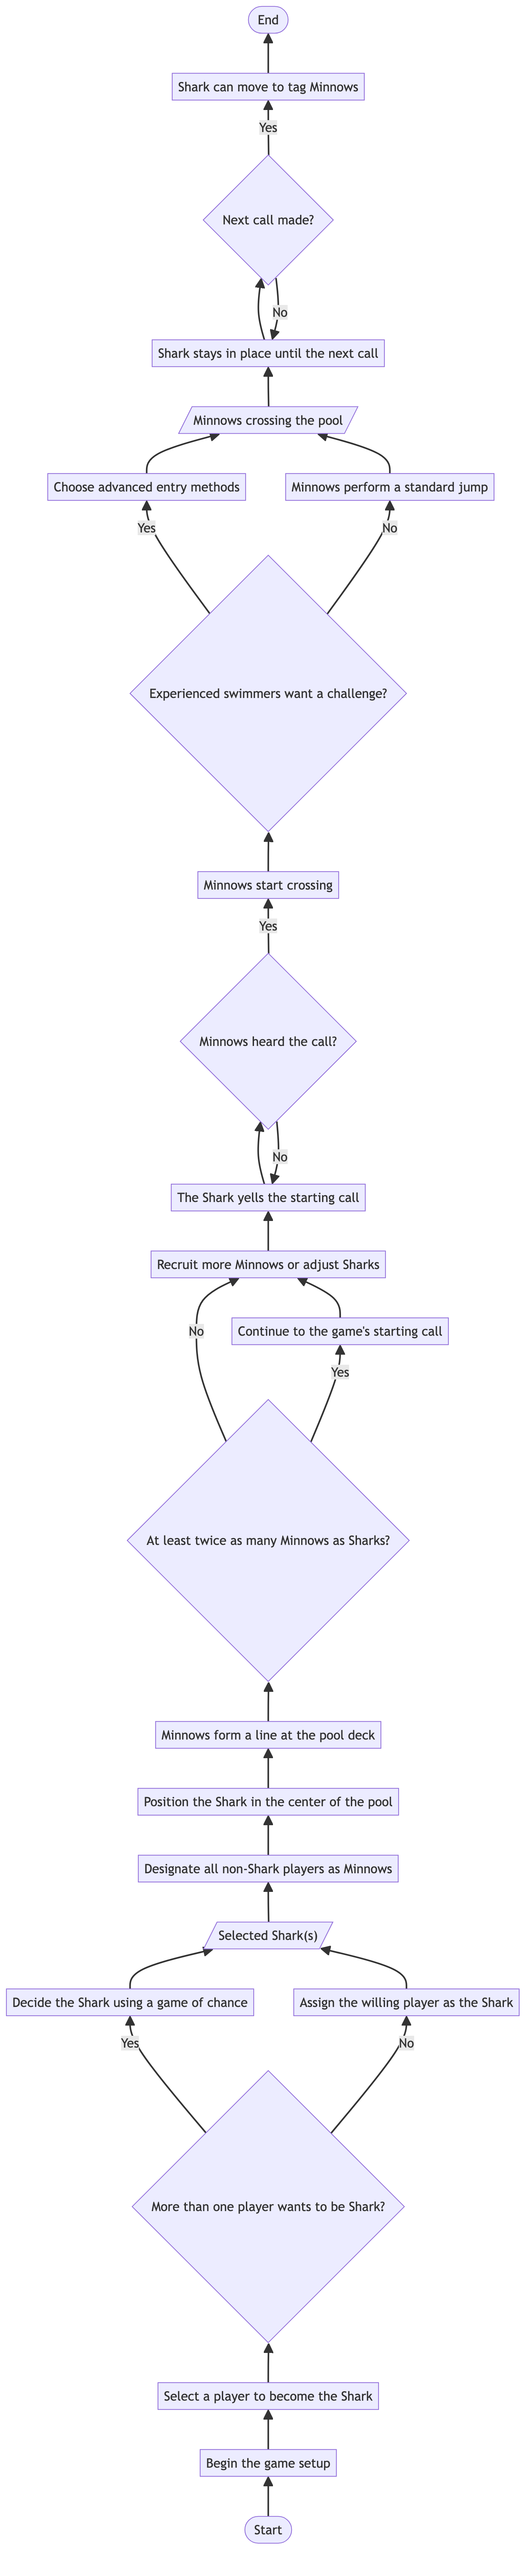 End
Shark can move to tag Minnows
Yes
Next call made?
No
Shark stays in place until the next call
Minnows crossing the pool
Choose advanced entry methods
Minnows perform a standard jump
Yes
No
Experienced swimmers want a challenge?
Minnows start crossing
Yes
Minnows heard the call?
No
The Shark yells the starting call
Recruit more Minnows or adjust Sharks
No
Continue to the game's starting call
Yes
At least twice as many Minnows as Sharks?
Minnows form a line at the pool deck
Position the Shark in the center of the pool
Designate all non-Shark players as Minnows
Selected Shark(s)
Decide the Shark using a game of chance
Assign the willing player as the Shark
Yes
No
More than one player wants to be Shark?
Select a player to become the Shark
Begin the game setup
Start